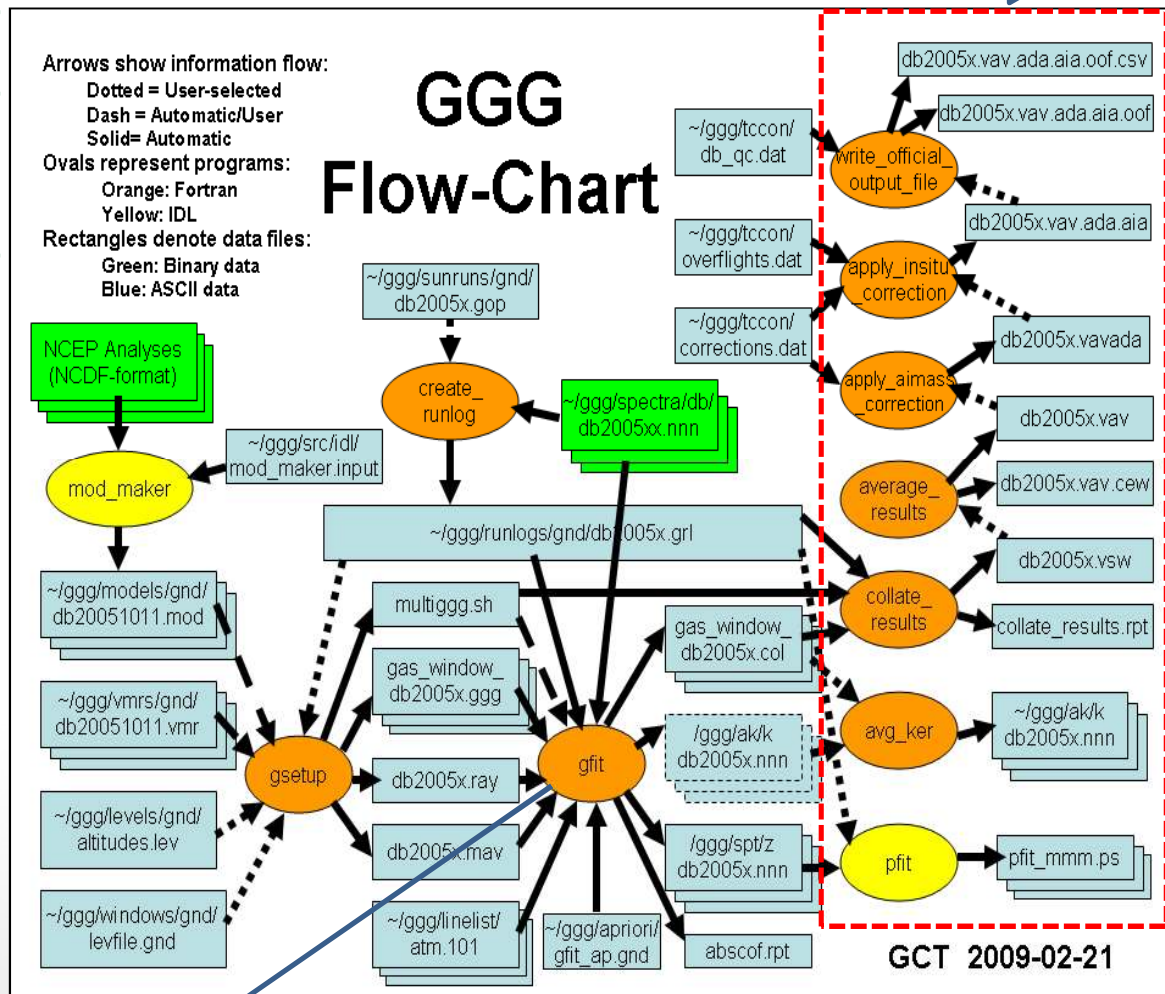 Arrows show information flow:
Dotted = User-selected
Dash = Automatic/User
Solid= Automatic
Ovals represent programs:
Orange: Fortran
Yellow: IDL
Rectangles denote data files:
Green: Binary data
Blue: ASCII data
GGG
Flow-Chart
~/ggg/tccon/
db_qc.dat
db2005x.vav.ada.aia.oof.csv
db2005x.vav.ada.aia.oof
write_official_
output_file
db2005x.vav.ada.aia
~/ggg/tccon/
overflights.dat
apply_insitu
_correction
~/ggg/sunruns/gnd/
db2005x.gop
~/ggg/tccon/
corrections.dat
db2005x.vavada
apply_aimass
_correction
NCEP Analyses
(NCDF-format)
create_
runlog
~/ggg/spectra/db/
db2005xx.nnn
db2005x.vav
~/ggg/src/idl/
mod_maker.input
mod_maker
average_
results
db2005x.vav.cew
~/ggg/runlogs/gnd/db2005x.grl
db2005x.vsw
~/ggg/models/gnd/
db20051011.mod
multiggg.sh
collate_
results
collate_results.rpt
gas_window_
db2005x.col
gas_window_
db2005x.ggg
~/ggg/vmrs/gnd/
db20051011.vmr
gsetup
gfit
/ggg/ak/k
db2005x.nnn
avg_ker
~/ggg/ak/k
db2005x.nnn
db2005x.ray
~/ggg/levels/gnd/
altitudes.lev
db2005x.mav
/ggg/spt/z
db2005x.nnn
pfit
pfit_mmm.ps
~/ggg/windows/gnd/
levfile.gnd
~/ggg/linelist/
atm.101
~/ggg/apriori/
gfit_ap.gnd
abscof.rpt
GCT 2009-02-21